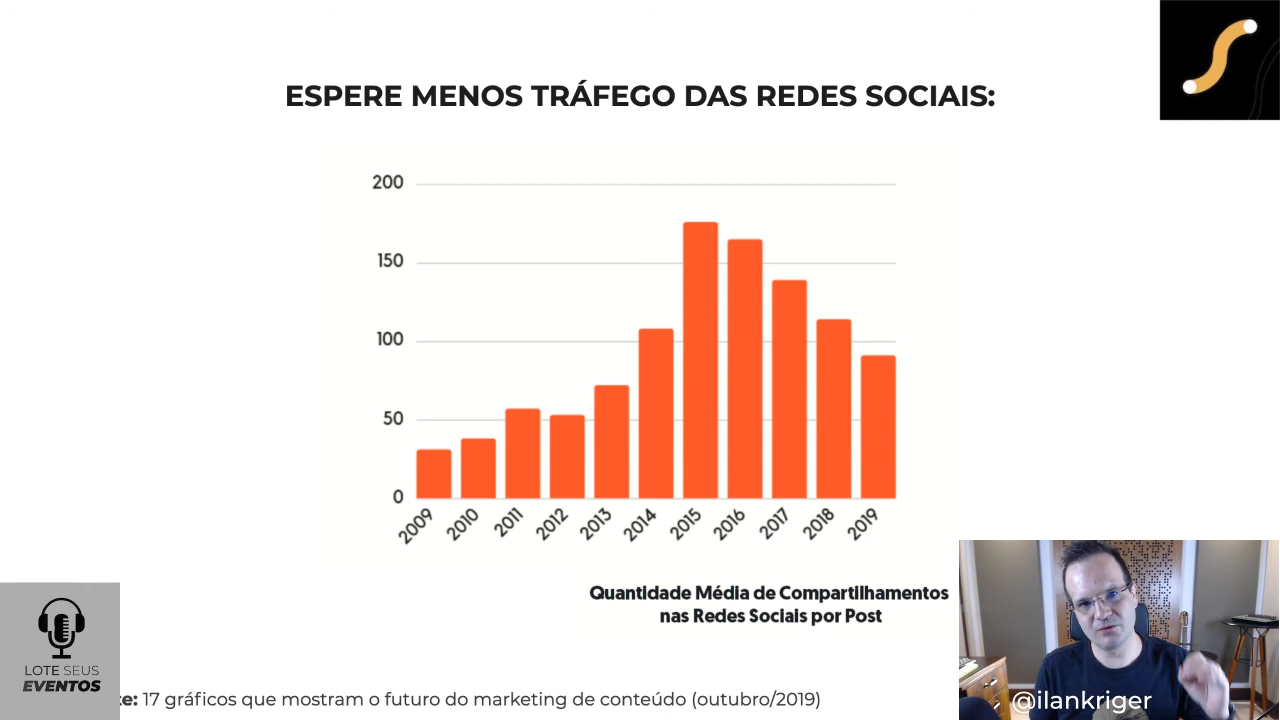 ESPERE MENOS TRÁFEGO DAS REDES SOCIAIS:
200
150
100
50
0
2009
2010
2011
2012
2013
2014
2015
2016
2017
2018
2019
Quantidade Média de Compartilhamentos
nas Redes Sociais por Post
LOTE SEUS
EVENTOS
te: 17 gráficos que mostram o futuro do marketing de conteúdo (outubro/2019)
@ilankriger